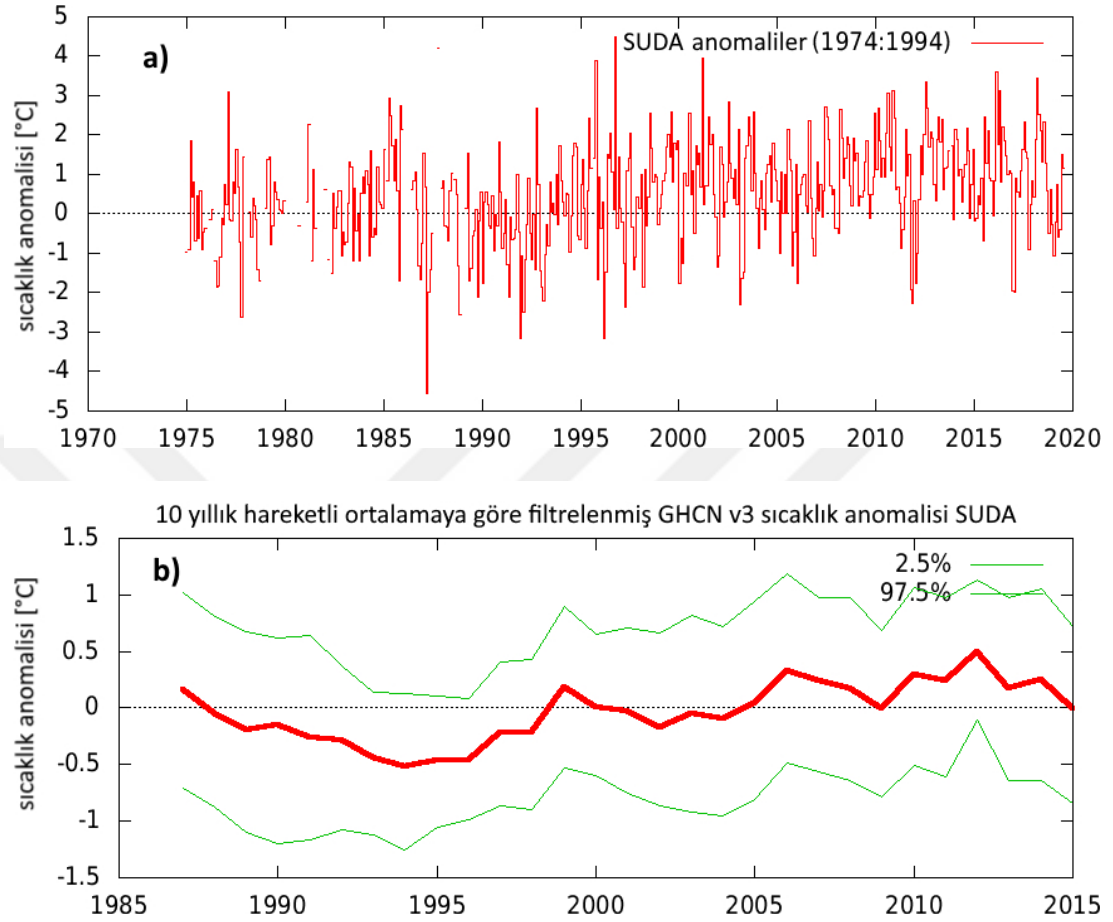 a)
SUDA anomaliler (1974:1994)
sıcaklık anomalisi [°C]
5
4
3
2
1
0
-1
-2
-3
-4
-5
1970 1975 1980 1985 1990 1995 2000 2005 2010 2015 2020
10 yıllık hareketli ortalamaya göre filtrelenmiş GHCN v3 sıcaklık anomalisi SUDA
b)
2.5%
97.5%
sıcaklık anomalisi [°C]
1.5
1
0.5
0
-0.5
-1
-1.5
1985 1990 1995 2000 2005 2010 2015